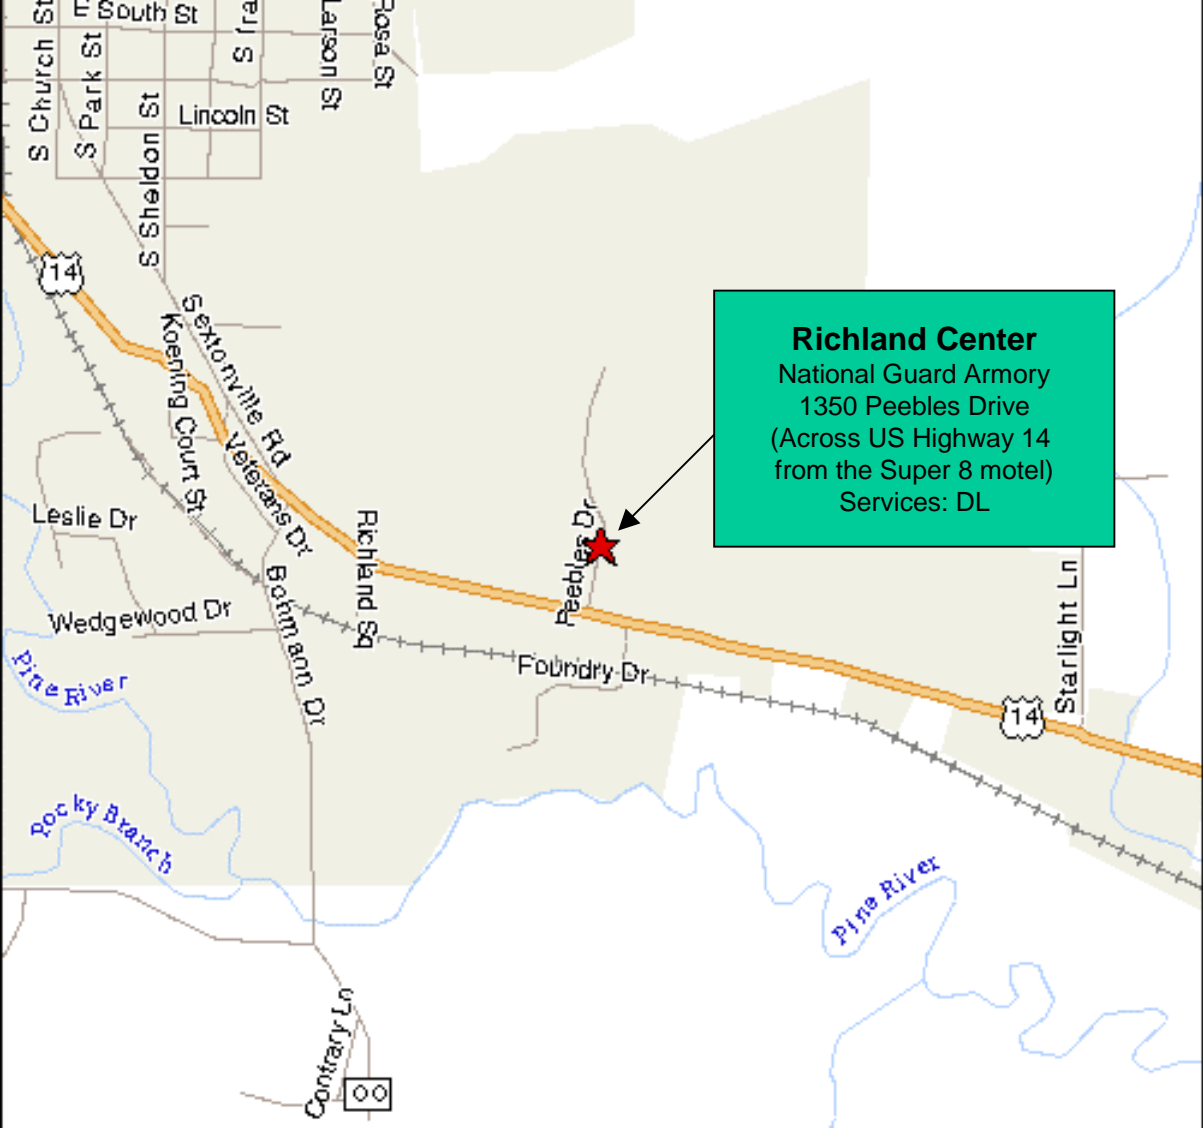 South St
S Church St
S Park St
S Sheldon St
Larson St
Rosa St
Lincoln St
14
Sextonville Rd
Koening Court St
Veterans Dr
Leslie Dr
Richland Sq
Wedgewood Dr
Bohmann Dr
Pine River
Rocky Branch
Peebles Dr
Foundry Dr
Richland Center
National Guard Armory
1350 Peebles Drive
(Across US Highway 14
from the Super 8 motel)
Services: DL
Starlight Ln
14
Pine River
Contrary Ln